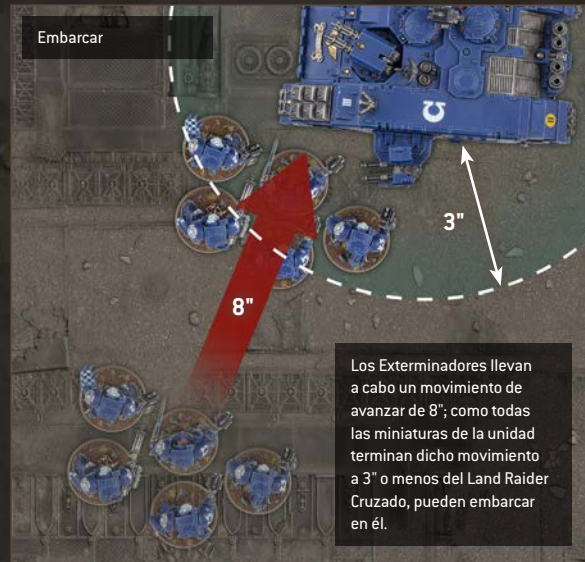 Embarcar
3"
8"
Los Exterminadores llevan
a cabo un movimiento de
avanzar de 8"; como todas
las miniaturas de la unidad
terminan dicho movimiento
a 3" o menos del Land Raider
Cruzado, pueden embarcar
en él.